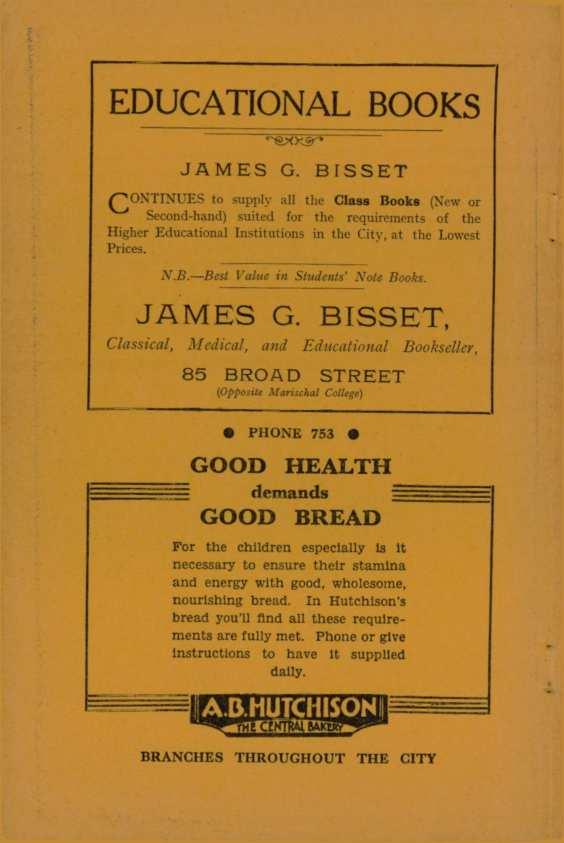 EDUCATIONAL BOOKS
JAMES G. BISSET
CONTINUES to supply all the Class Books (New or
Second-hand) suited for the requirements of the
Higher Educational Institutions in the City, at the Lowest
Prices.
N.B.—Best Value in Students' Note Books.
JAMES G. BISSET,
Classical, Medical, and Educational Bookseller,
85 BROAD STREET
(Opposite Marischal College)
● PHONE 753 ●
GOOD HEALTH
demands
GOOD BREAD
For the children especially is it
necessary to ensure their stamina
and energy with good, wholesome,
nourishing bread. In Hutchison's
bread you'll find all these require-
ments are fully met. Phone or give
instructions to have it supplied
daily.
A.B. HUTCHISON
THE CENTRAL BAKERY
BRANCHES THROUGHOUT THE CITY